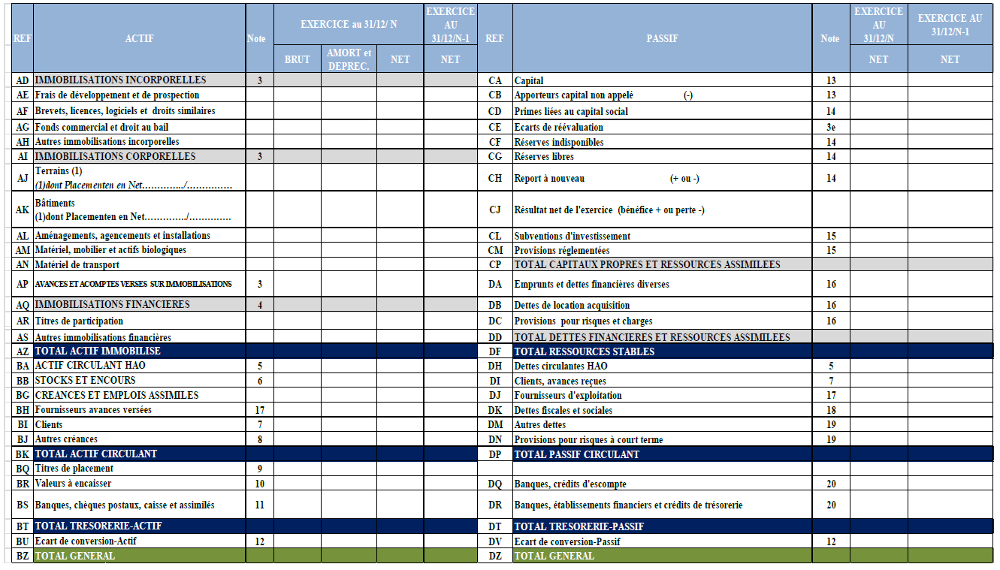 REF ACTIF Note EXERCICE au 31/12/ N EXERCICE AU 31/12/N-1 REF PASSIF Note EXERCICE AU 31/12/N EXERCICE AU 31/12/N-1
BRUT AMORT et DEPREC. NET NET NET NET
AD IMMOBILISATIONS INCORPORELLES 3 CA Capital 13
AE Frais de développement et de prospection CB Apporteurs capital non appelé (-) 13
AF Brevets, licences, logiciels et droits similaires CD Primes liées au capital social 14
AG Fonds commercial et droit au bail CE Ecarts de réévaluation 3e
AH Autres immobilisations incorporelles CF Réserves indisponibles 14
AI IMMOBILISATIONS CORPORELLES 3 CG Réserves libres 14
AJ Terrains (1)
(1)dont Placementen en Net…………../…………… CH Report à nouveau (+ ou -) 14
AK Bâtiments
(1)dont Placementen en Net…………../…………. CJ Résultat net de l'exercice (bénéfice + ou perte -)
AL Aménagements, agencements et installations CL Subventions d'investissement 15
AM Matériel, mobilier et actifs biologiques CM Provisions réglementées 15
AN Matériel de transport CP TOTAL CAPITAUX PROPRES ET RESSOURCES ASSIMILEES
AP AVANCES ET ACOMPTES VERSES SUR IMMOBILISATIONS 3 DA Emprunts et dettes financières diverses 16
AQ IMMOBILISATIONS FINANCIERES 4 DB Dettes de location acquisition 16
AR Titres de participation DC Provisions pour risques et charges 16
AS Autres immobilisations financières DD TOTAL DETTES FINANCIERES ET RESSOURCES ASSIMILEES
AZ TOTAL ACTIF IMMOBILISE DF TOTAL RESSOURCES STABLES
BA ACTIF CIRCULANT HAO 5 DH Dettes circulantes HAO 5
BB STOCKS ET ENCOURS 6 DI Clients, avances reçues 7
BG CREANCES ET EMPLOIS ASSIMILES DJ Fournisseurs d'exploitation 17
BH Fournisseurs avances versées 17 DK Dettes fiscales et sociales 18
BI Clients 7 DM Autres dettes 19
BJ Autres créances 8 DN Provisions pour risques à court terme 19
BK TOTAL ACTIF CIRCULANT DP TOTAL PASSIF CIRCULANT
BQ Titres de placement 9
BR Valeurs à encaisser 10 DQ Banques, crédits d'escompte 20
BS Banques, chèques postaux, caisse et assimilés 11 DR Banques, établissements financiers et crédits de trésorerie 20
BT TOTAL TRESORERIE-ACTIF DT TOTAL TRESORERIE-PASSIF
BU Ecart de conversion-Actif 12 DV Ecart de conversion-Passif 12
BZ TOTAL GENERAL DZ TOTAL GENERAL